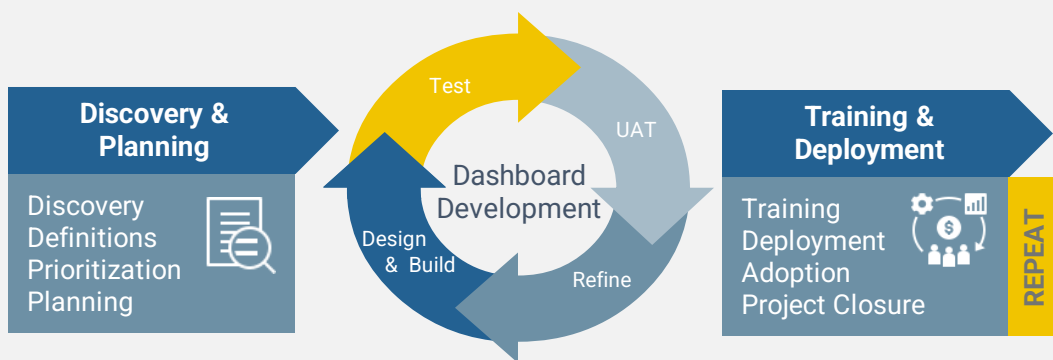 Discovery &
Planning
Discovery
Definitions
Prioritization
Planning
Test
UAT
Dashboard
Development
Design
& Build
Refine
Training &
Deployment
$
Training
Deployment
Adoption
Project Closure
REPEAT